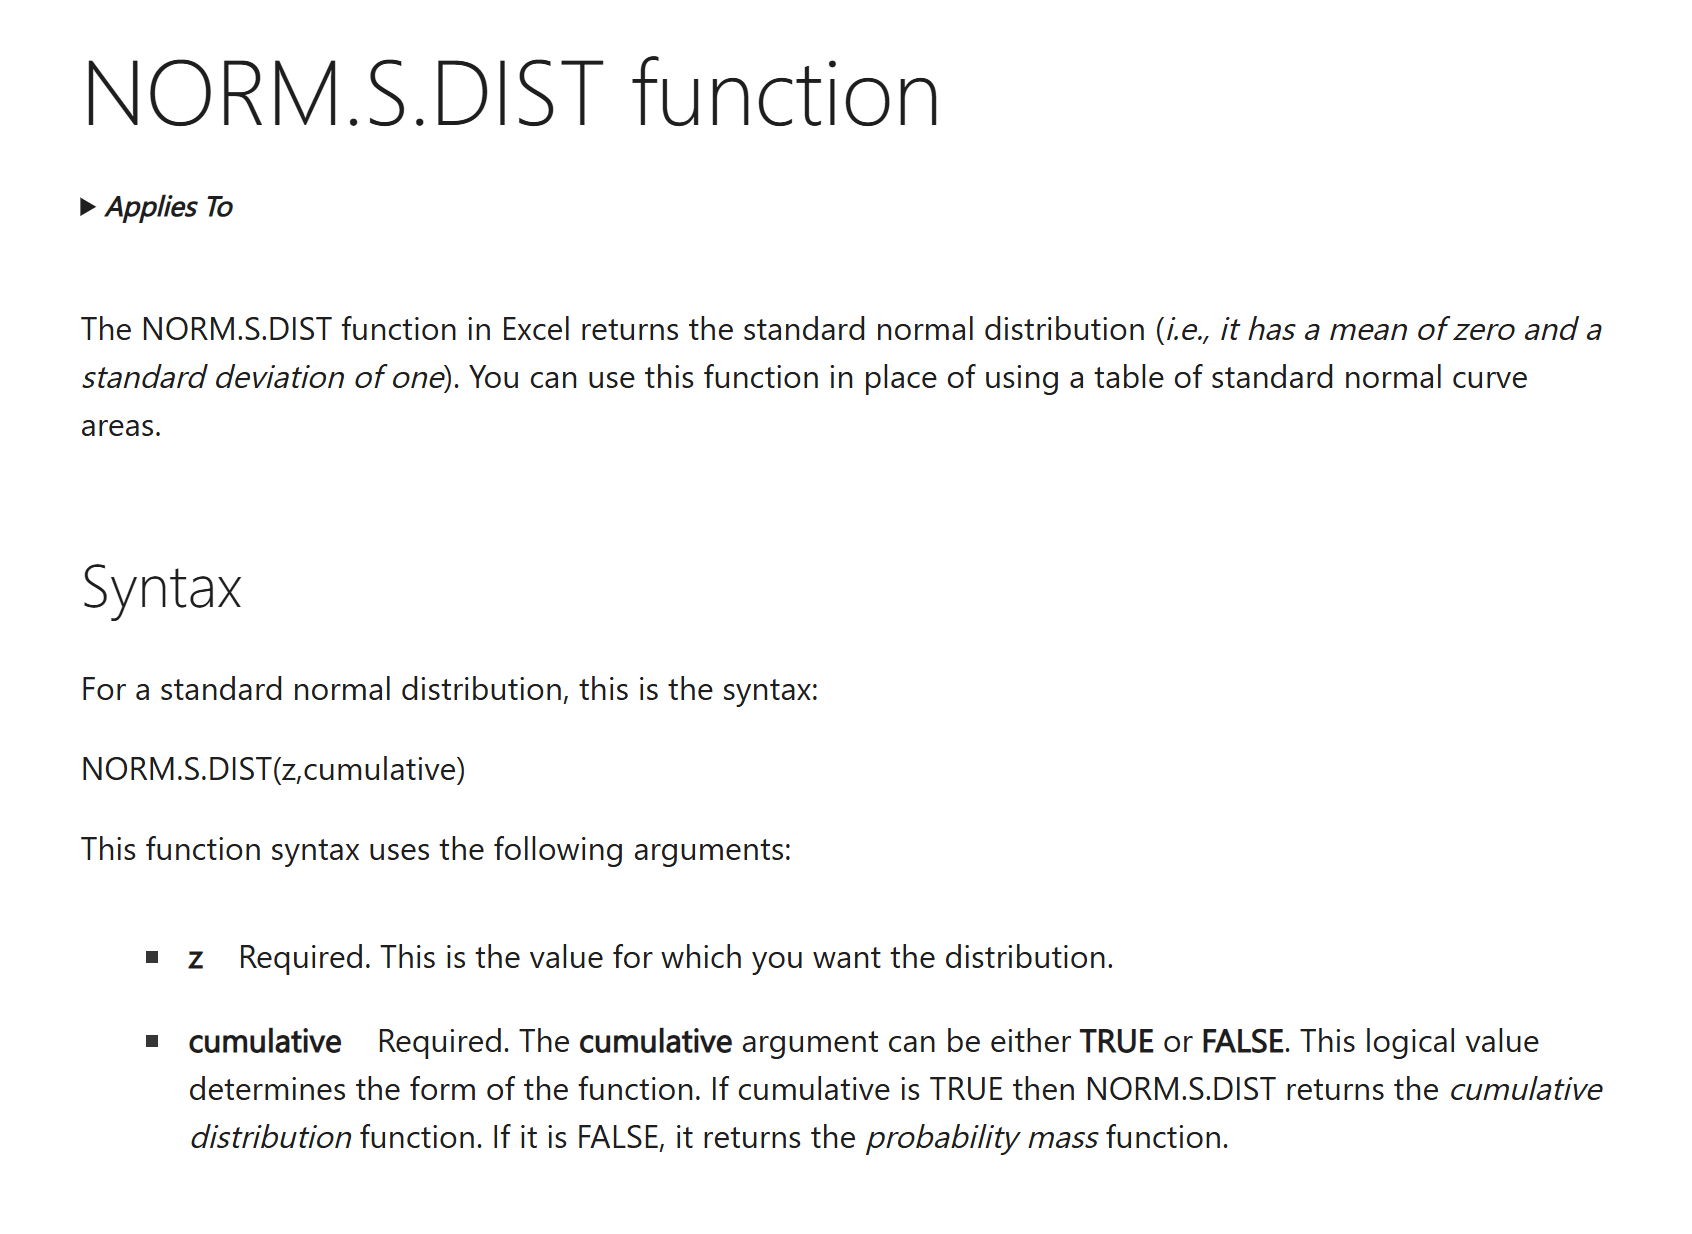 NORM.S.DIST function
Applies To
The NORM.S.DIST function in Excel returns the standard normal distribution (i.e., it has a mean of zero and a
standard deviation of one). You can use this function in place of using a table of standard normal curve
areas.
Syntax
For a standard normal distribution, this is the syntax:
NORM.S.DIST(z,cumulative)
This function syntax uses the following arguments:
z Required. This is the value for which you want the distribution.
cumulative Required. The cumulative argument can be either TRUE or FALSE. This logical value
determines the form of the function. If cumulative is TRUE then NORM.S.DIST returns the cumulative
distribution function. If it is FALSE, it returns the probability mass function.